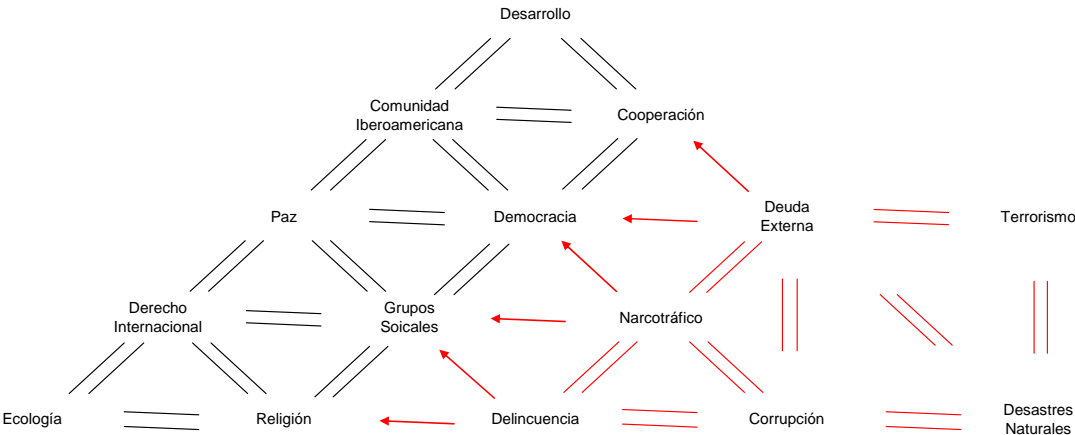 Desarrollo
Comunidad
Iberoamericana
Cooperación
Paz
Democracia
Deuda
Externa
Terrorismo
Derecho
Internacional
Grupos
Soicales
Narcotráfico
Ecología
Religión
Delincuencia
Corrupción
Desastres
Naturales